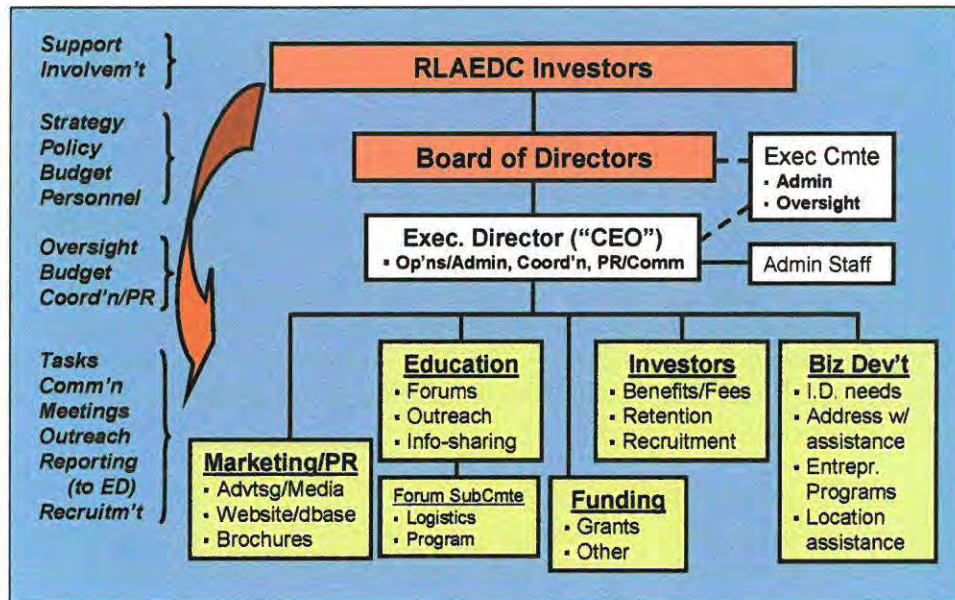 Support
Involvem't
Strategy
Policy
Budget
Personnel
Oversight
Budget
Coord'n/PR
Tasks
Comm'n
Meetings
Outreach
Reporting
(to ED)
Recruitm't
RLAEDC Investors
Board of Directors
Exec Cmte
▪ Admin
▪ Oversight
Exec. Director ("CEO")
▪ Op'ns/Admin, Coord'n, PR/Comm
Admin Staff
Marketing/PR
▪ Advtsg/Media
▪ Website/dbase
▪ Brochures
Education
▪ Forums
▪ Outreach
▪ Info-sharing
Forum SubCmte
▪ Logistics
▪ Program
Funding
▪ Grants
▪ Other
Investors
▪ Benefits/Fees
▪ Retention
▪ Recruitment
Biz Dev't
▪ I.D. needs
▪ Address w/
assistance
▪ Entrepr.
Programs
▪ Location
assistance